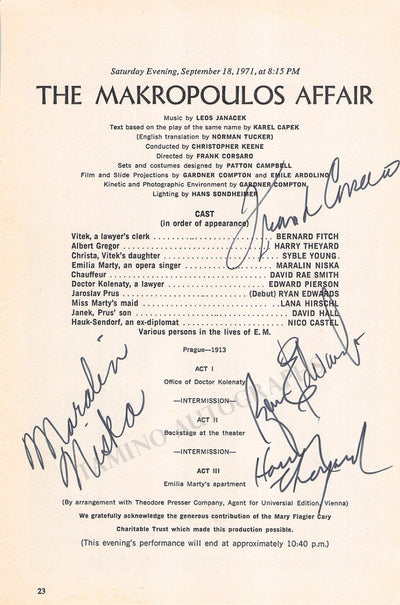 Saturday Evening, September 18, 1971, at 8:15 PM
THE MAKROPOULOS AFFAIR
Music by LEOS JANACEK
Text based on the play of the same name by KAREL CAPEK
(English translation by NORMAN TUCKER)
Conducted by CHRISTOPHER KEENE
Directed by FRANK CORSARO
Sets and costumes designed by PATTON CAMPBELL
Film and Slide Projections by GARDNER COMPTON and EMILE ARDOLINO
Kinetic and Photographic Environment by GARDNER COMPTON
Lighting by HANS SONDHEIMER
Frank Corsaro
CAST
(in order of appearance)
Vitek, a lawyer's clerk . . . . . . . . . . . . . . . . . . . BERNARD FITCH
Albert Gregor . . . . . . . . . . . . . . . . . . . HARRY THEYARD
Christa, Vitek's daughter . . . . . . . . . . . . . . . . . . . SYBLE YOUNG
Emilia Marty, an opera singer . . . . . . . . . . . . . . . MARALIN NISKA
Chauffeur . . . . . . . . . . . . . . . . . . . DAVID RAE SMITH
Doctor Kolenaty, a lawyer . . . . . . . . . . . . . . . EDWARD PIERSON
Jaroslav Prus . . . . . . . . . . . . . . . (Debut) RYAN EDWARDS
Miss Marty's maid . . . . . . . . . . . . . . . . . . . LANA HIRSCHL
Janek, Prus' son . . . . . . . . . . . . . . . . . . . DAVID HALL
Hauk-Sendorf, an ex-diplomat . . . . . . . . . . . . . . . NICO CASTEL
Various persons in the lives of E. M.
Prague—1913
ACT I
Office of Doctor Kolenaty
—INTERMISSION—
ACT II
Backstage at the theater
—INTERMISSION—
ACT III
Emilia Marty's apartment
Maralin
Niska
Ryan Edwards
Harry Theyard
TAMINO AUTOGRAPHS
(By arrangement with Theodore Presser Company, Agent for Universal Edition, Vienna)
We gratefully acknowledge the generous contribution of the Mary Flagler Cary
Charitable Trust which made this production possible.
(This evening's performance will end at approximately 10:40 p.m.)
23